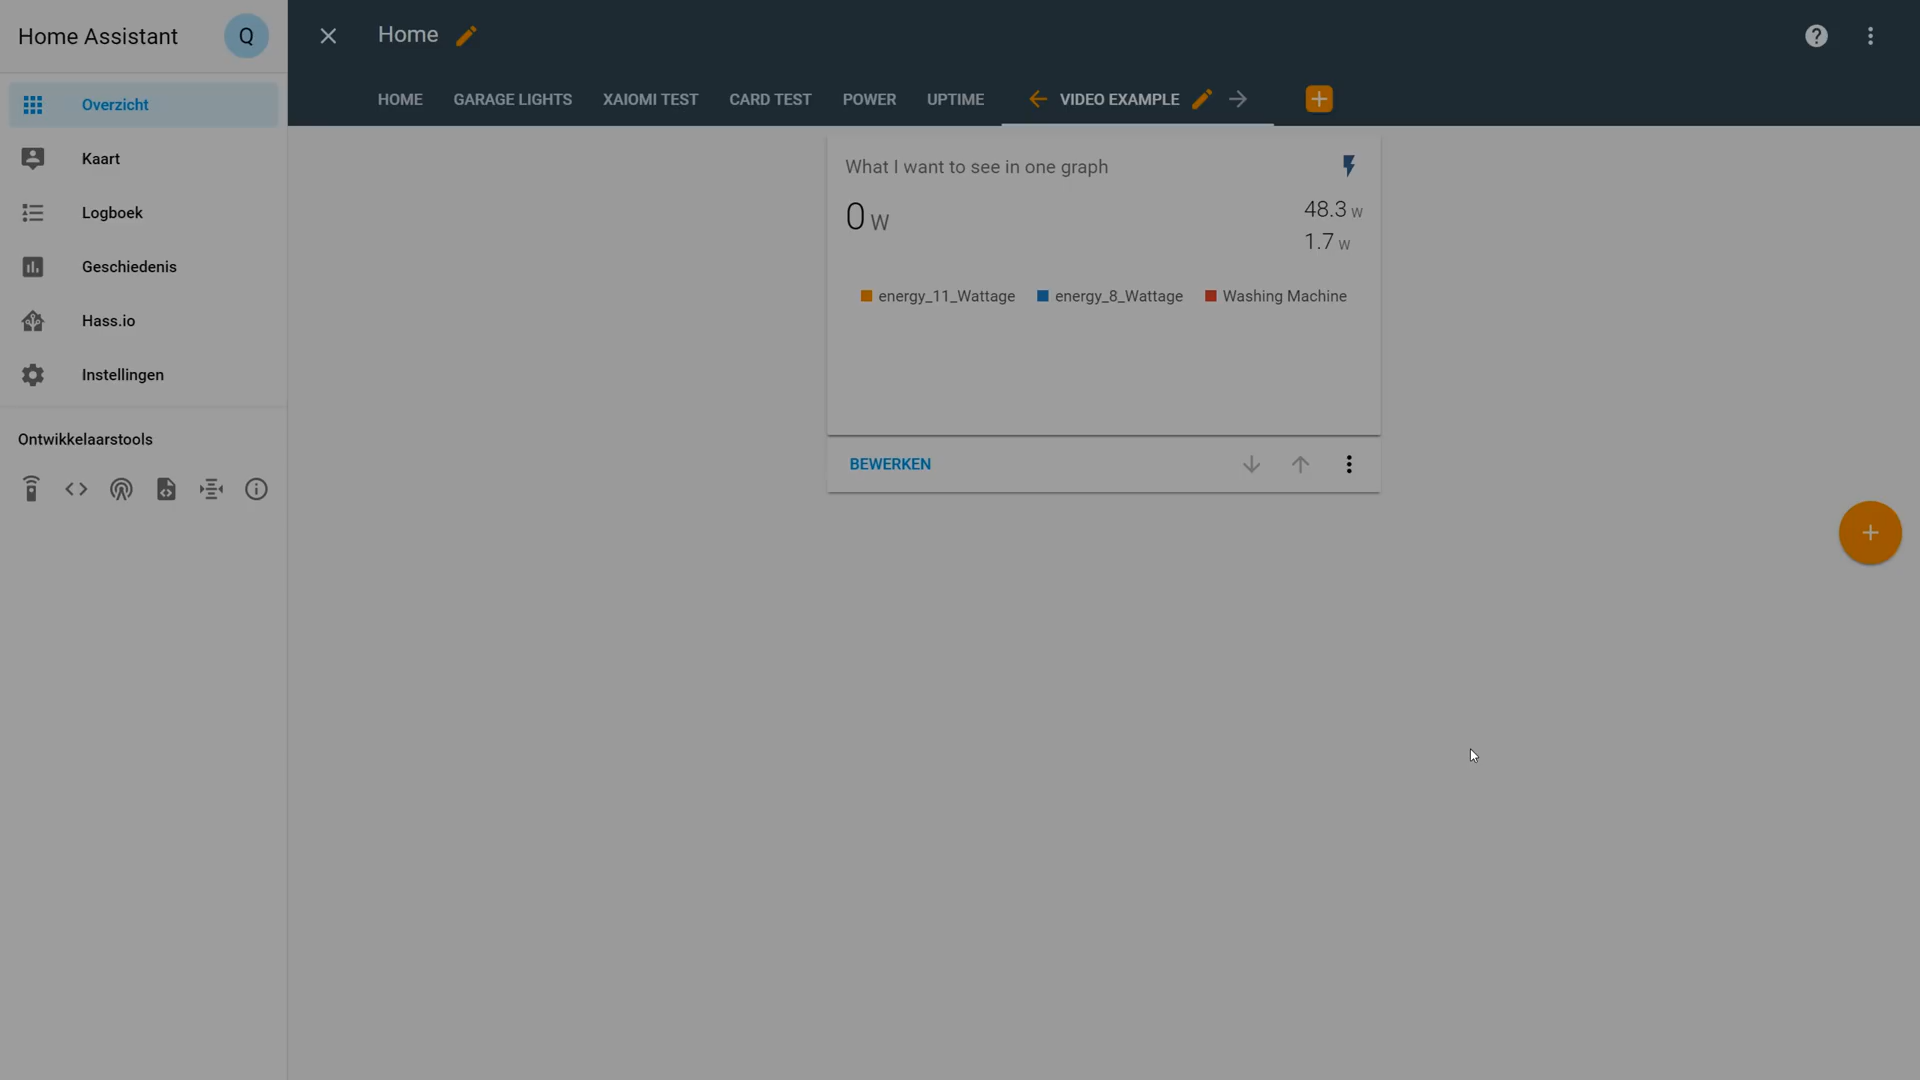 Home Assistant
Q
Home
Overzicht
Kaart
Logboek
Geschiedenis
Hass.io
Instellingen
Ontwikkelaarstools
HOME GARAGE LIGHTS XAIOMI TEST CARD TEST POWER UPTIME VIDEO EXAMPLE
What I want to see in one graph
0 W
48.3 W
1.7 W
energy_11_Wattage energy_8_Wattage Washing Machine
BEWERKEN